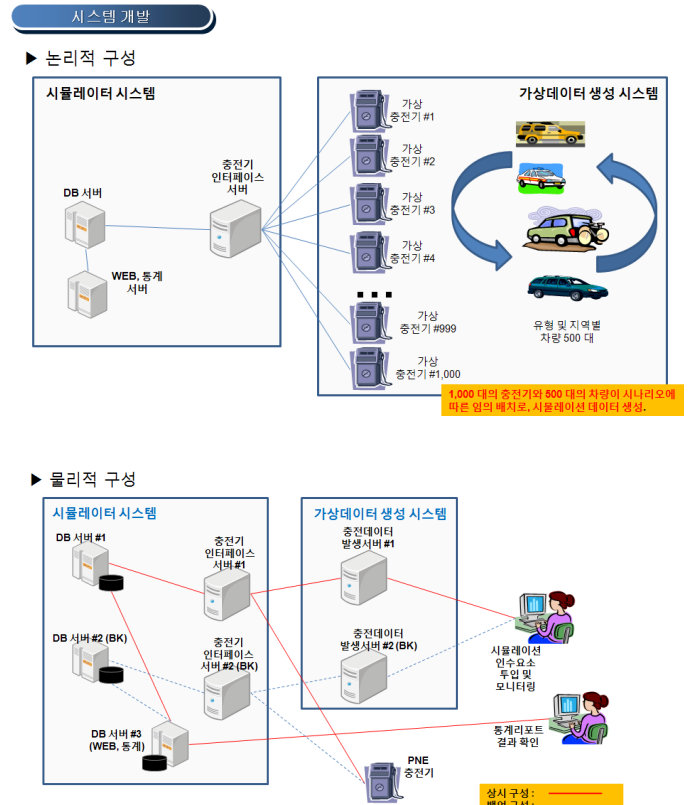 시스템 개발
▶ 논리적 구성
시뮬레이터 시스템
DB 서버
충전기
인터페이스
서버
WEB, 통계
서버
가상데이터 생성 시스템
가상
충전기 #1
가상
충전기 #2
가상
충전기 #3
가상
충전기 #4
가상
충전기 #999
가상
충전기 #1,000
유형 및 지역별
차량 500 대
1,000 대의 충전기와 500 대의 차량이 시나리오에
따른 임의 배치로, 시뮬레이션 데이터 생성.
▶ 물리적 구성
시뮬레이터 시스템
DB 서버 #1
충전기
인터페이스
서버 #1
DB 서버 #2 (BK)
충전기
인터페이스
서버 #2 (BK)
DB 서버 #3
(WEB, 통계)
가상데이터 생성 시스템
충전데이터
발생서버 #1
충전데이터
발생서버 #2 (BK)
시뮬레이션
인수요소
투입 및
모니터링
통계리포트
결과 확인
PNE
충전기
상시 구성 :
백업 구성 :